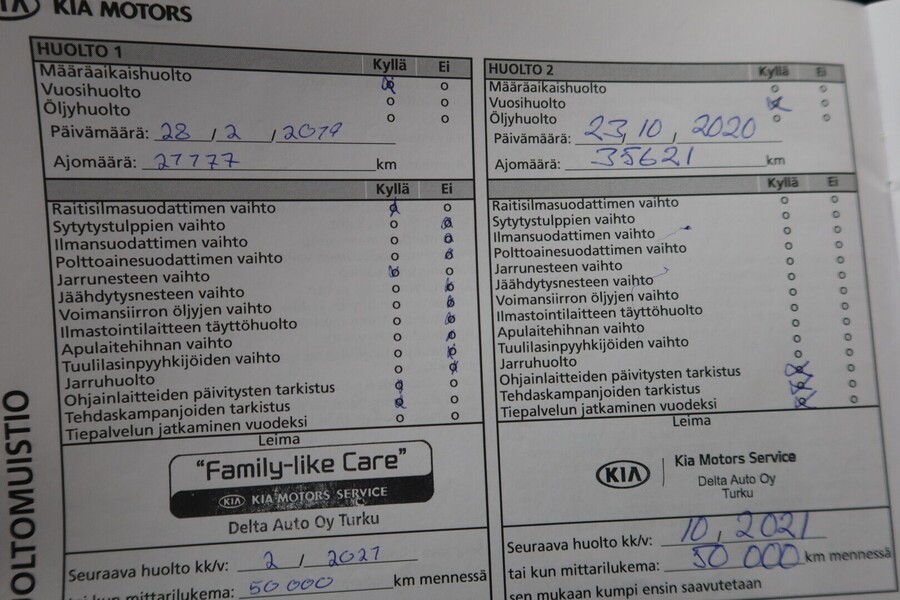 KIA MOTORS
HUOLTO 1
Kyllä Ei
Määräaikaishuolto
Vuosihuolto
Öljyhuolto
Päivämäärä: 28 / 2 / 2019
Ajomäärä: 27777 km
Kyllä Ei
Raitisilmasuodattimen vaihto
Sytytystulppien vaihto
Ilmansuodattimen vaihto
Polttoainesuodattimen vaihto
Jarrunesteen vaihto
Jäähdytysnesteen vaihto
Voimansiirron öljyjen vaihto
Ilmastointilaitteen täyttöhuolto
Apulaitehihnan vaihto
Tuulilasinpyyhkijöiden vaihto
Jarruhuolto
Ohjainlaitteiden päivitysten tarkistus
Tehdaskampanjoiden tarkistus
Tiepalvelun jatkaminen vuodeksi
Leima
"Family-like Care"
KIA KIA MOTORS SERVICE
Delta Auto Oy Turku
Seuraava huolto kk/v: 2 / 2021
tai kun mittarilukema: 50 000 km mennessä
HUOLTO 2
Kyllä Ei
Määräaikaishuolto
Vuosihuolto
Öljyhuolto
Päivämäärä: 23, 10, 2020
Ajomäärä: 35621 km
Kyllä Ei
Raitisilmasuodattimen vaihto
Sytytystulppien vaihto
Ilmansuodattimen vaihto
Polttoainesuodattimen vaihto
Jarrunesteen vaihto
Jäähdytysnesteen vaihto
Voimansiirron öljyjen vaihto
Ilmastointilaitteen täyttöhuolto
Apulaitehihnan vaihto
Tuulilasinpyyhkijöiden vaihto
Jarruhuolto
Ohjainlaitteiden päivitysten tarkistus
Tehdaskampanjoiden tarkistus
Tiepalvelun jatkaminen vuodeksi
Leima
KIA Kia Motors Service
Delta Auto Oy
Turku
Seuraava huolto kk/v: 10, 2021
tai kun mittarilukema: 50 000 km mennessä
sen mukaan kumpi ensin saavutetaan
OLTOMUISTIO